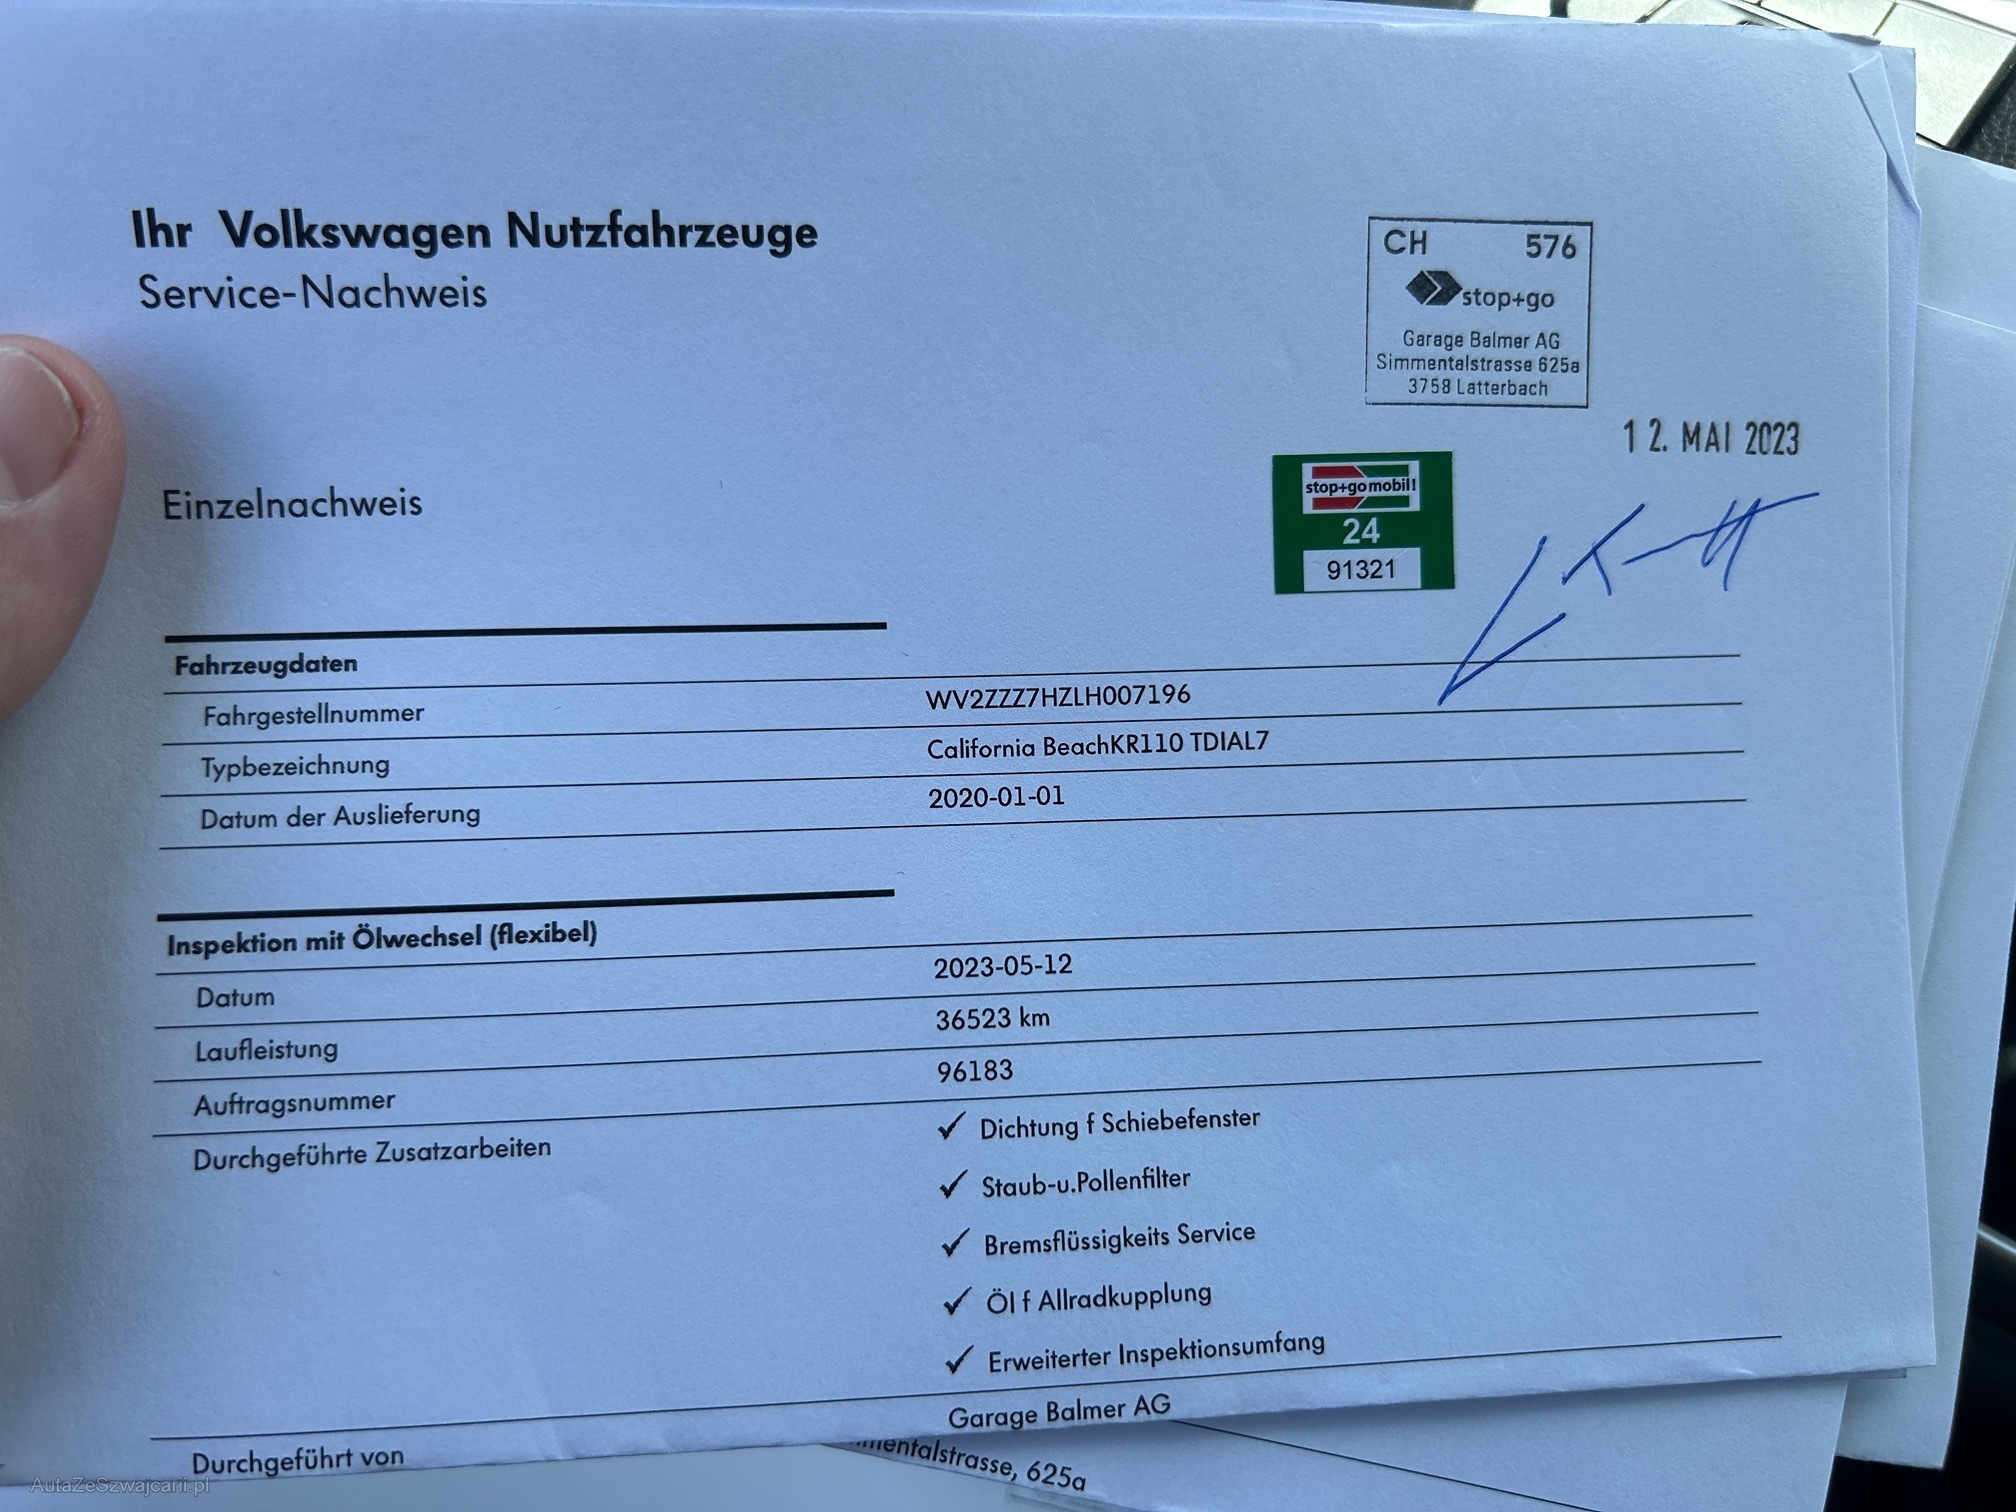 Ihr Volkswagen Nutzfahrzeuge
Service-Nachweis
CH 576
stop+go
Garage Balmer AG
Simmentalstrasse 625a
3758 Latterbach
12. MAI 2023
stop+go mobil!
24
91321
Einzelnachweis
Fahrzeugdaten
Fahrgestellnummer WV2ZZZ7HZLH007196
Typbezeichnung California BeachKR110 TDIAL7
Datum der Auslieferung 2020-01-01
Inspektion mit Ölwechsel (flexibel)
Datum 2023-05-12
Laufleistung 36523 km
Auftragsnummer 96183
Durchgeführte Zusatzarbeiten ✓ Dichtung f Schiebefenster
✓ Staub-u.Pollenfilter
✓ Bremsflüssigkeits Service
✓ Öl f Allradkupplung
✓ Erweiterter Inspektionsumfang
Durchgeführt von Garage Balmer AG
mentalstrasse, 625a
AutaZeSzwajcarii.pl